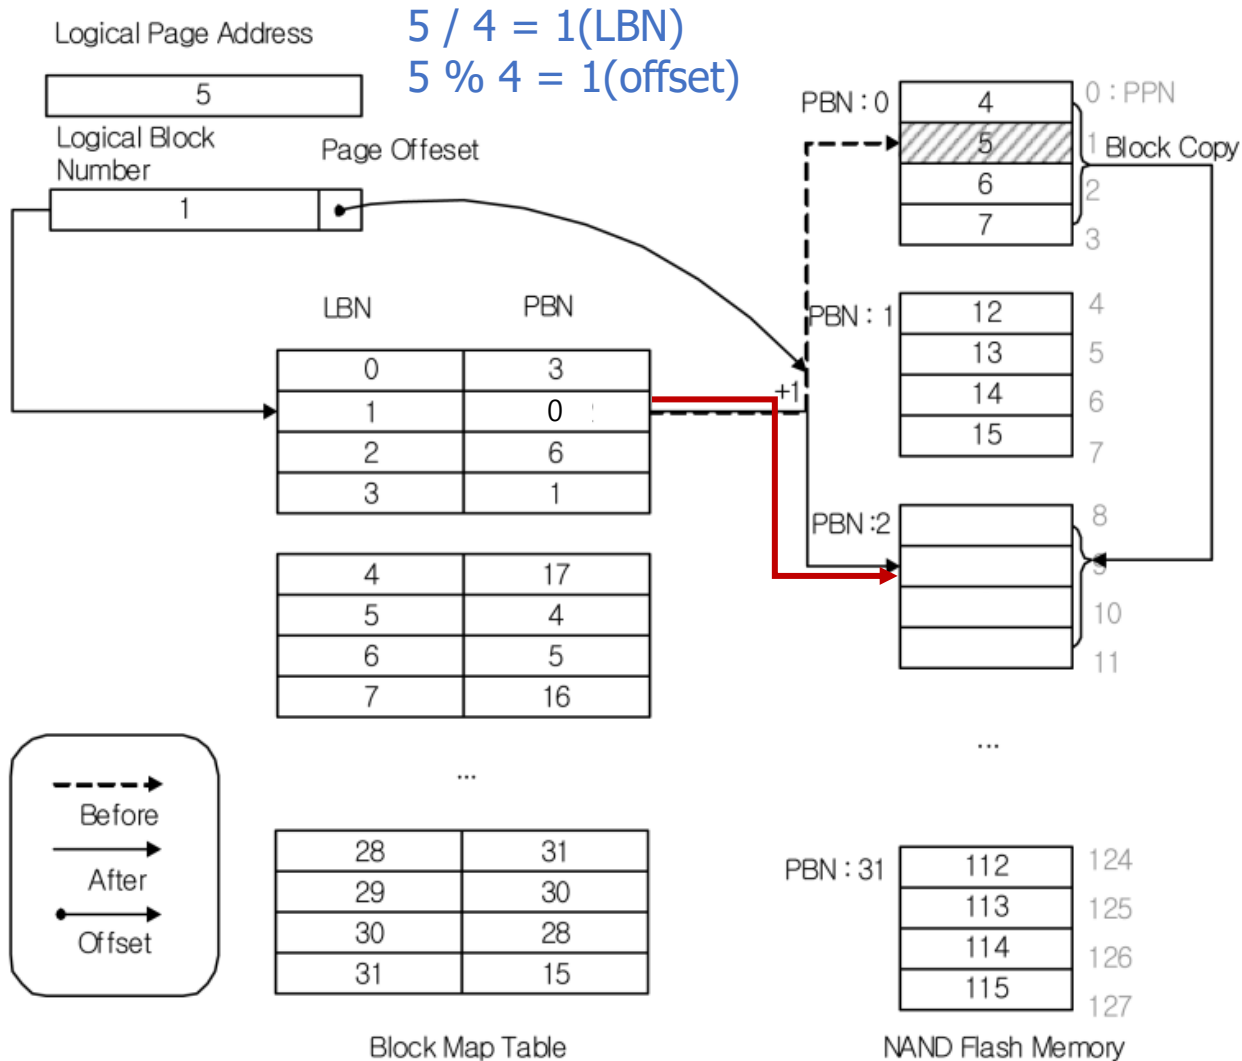 Logical Page Address
5 / 4 = 1(LBN)
5 % 4 = 1(offset)
5
Logical Block
Number
Page Offeset
1
LBN PBN
0 3
1 0
2 6
3 1
4 17
5 4
6 5
7 16
...
28 31
29 30
30 28
31 15
Block Map Table
+1
PBN : 0
4 0 : PPN
5 1
6 2
7 3
Block Copy
PBN : 1
12 4
13 5
14 6
15 7
PBN :2
8
9
10
11
...
PBN : 31
112 124
113 125
114 126
115 127
NAND Flash Memory
Before
After
Offset